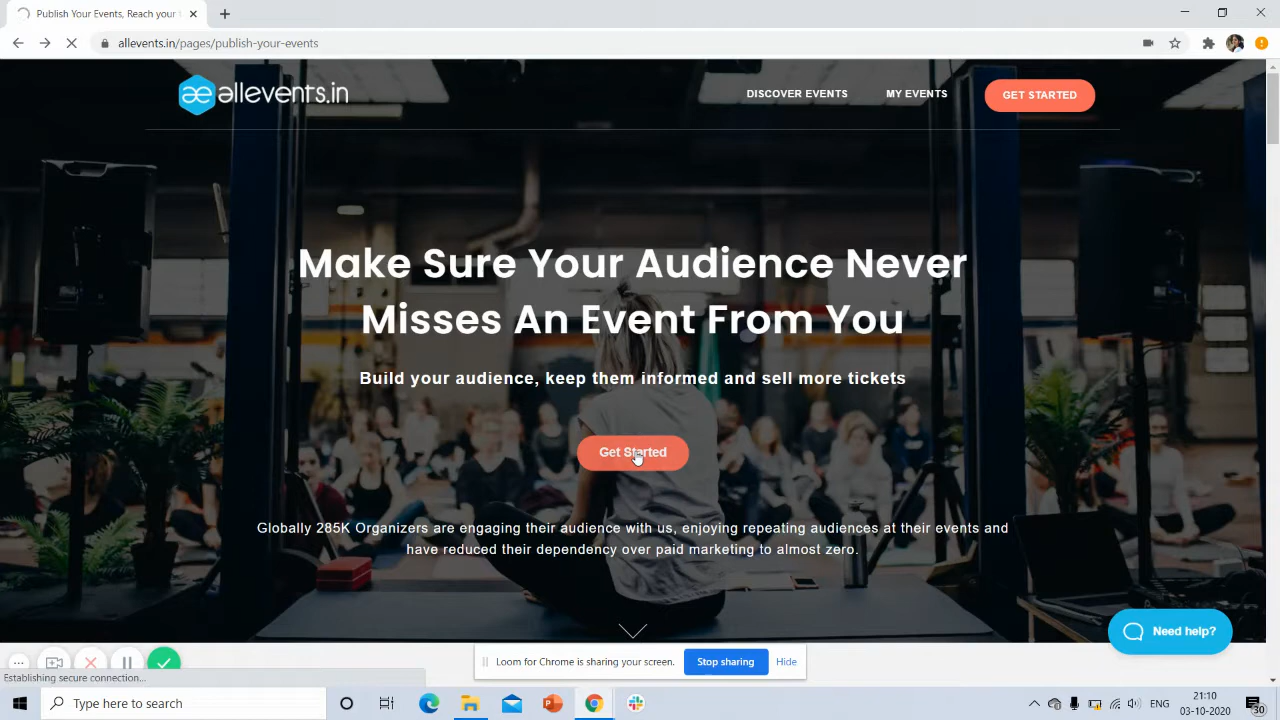 Publish Your Events, Reach your
allevents.in/pages/publish-your-events
æ allevents.in
DISCOVER EVENTS
MY EVENTS
GET STARTED
Make Sure Your Audience Never
Misses An Event From You
Build your audience, keep them informed and sell more tickets
Get Started
Globally 285K Organizers are engaging their audience with us, enjoying repeating audiences at their events and
have reduced their dependency over paid marketing to almost zero.
Need help?
Loom for Chrome is sharing your screen.
Stop sharing
Hide
Establishing secure connection...
Type here to search
ENG
21:10
03-10-2020
30